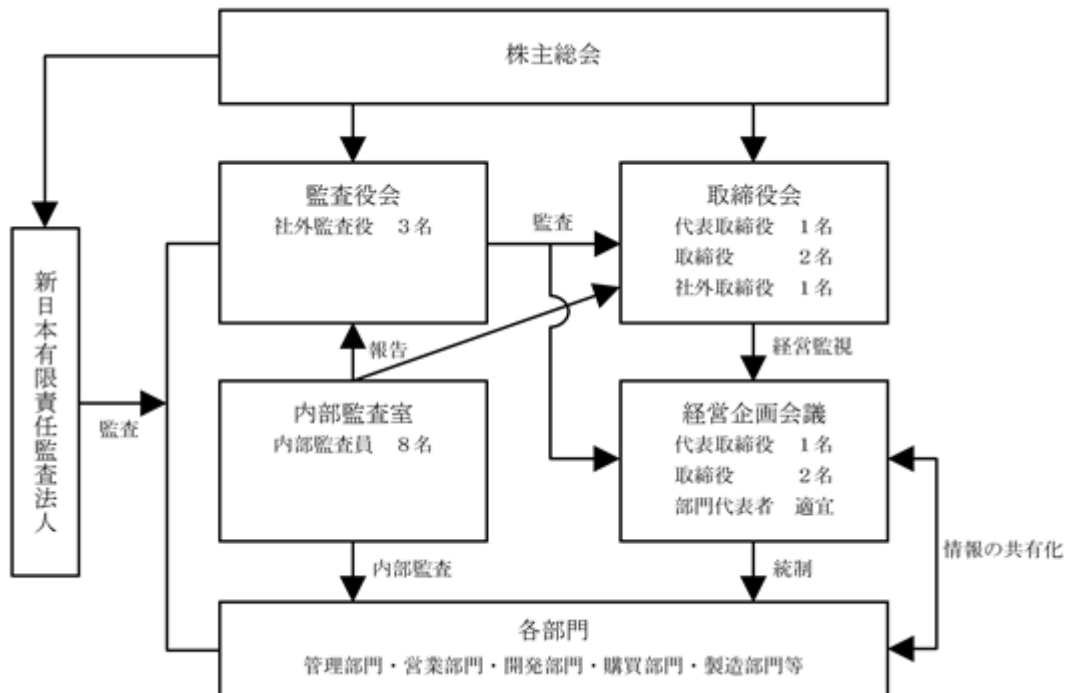 株主総会
監査役会
社外監査役 3名
監査
取締役会
代表取締役 1名
取締役 2名
社外取締役 1名
新日本有限責任監査法人
監査
報告
経営監視
内部監査室
内部監査員 8名
経営企画会議
代表取締役 1名
取締役 2名
部門代表者 適宜
情報の共有化
内部監査
統制
各部門
管理部門・営業部門・開発部門・購買部門・製造部門等